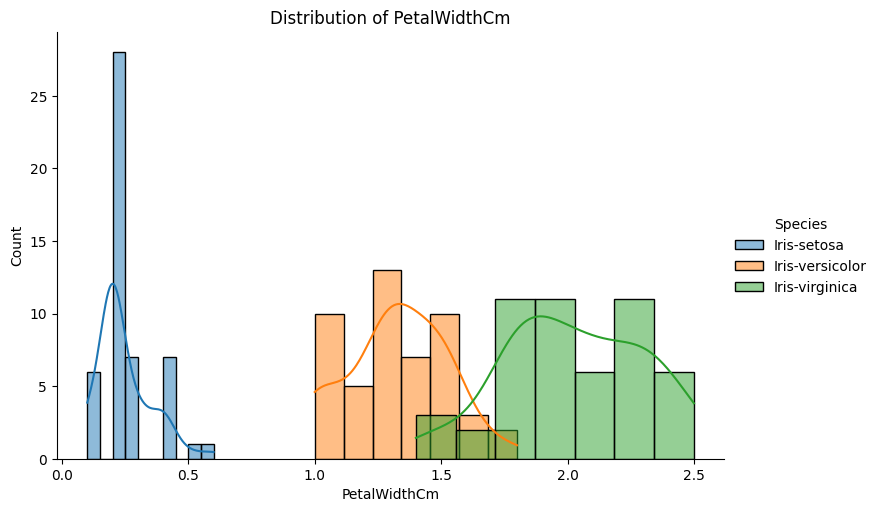 Distribution of PetalWidthCm
25
20
15
10
5
0
Count
0.0 0.5 1.0 1.5 2.0 2.5
PetalWidthCm
Species
Iris-setosa
Iris-versicolor
Iris-virginica